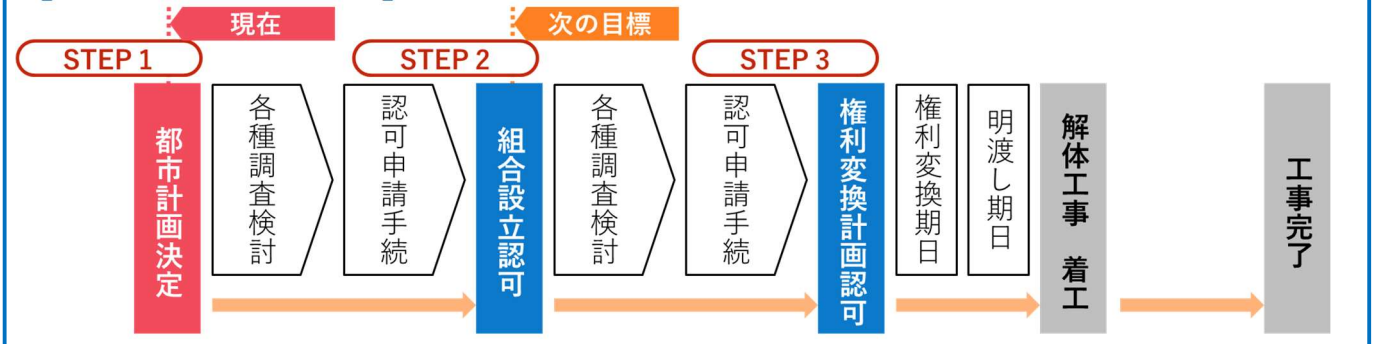 現在
次の目標
STEP 1
STEP 2
STEP 3
都市計画決定
各種調査検討
認可申請手続
組合設立認可
各種調査検討
認可申請手続
権利変換計画認可
権利変換期日
明渡し期日
解体工事 着工
工事完了